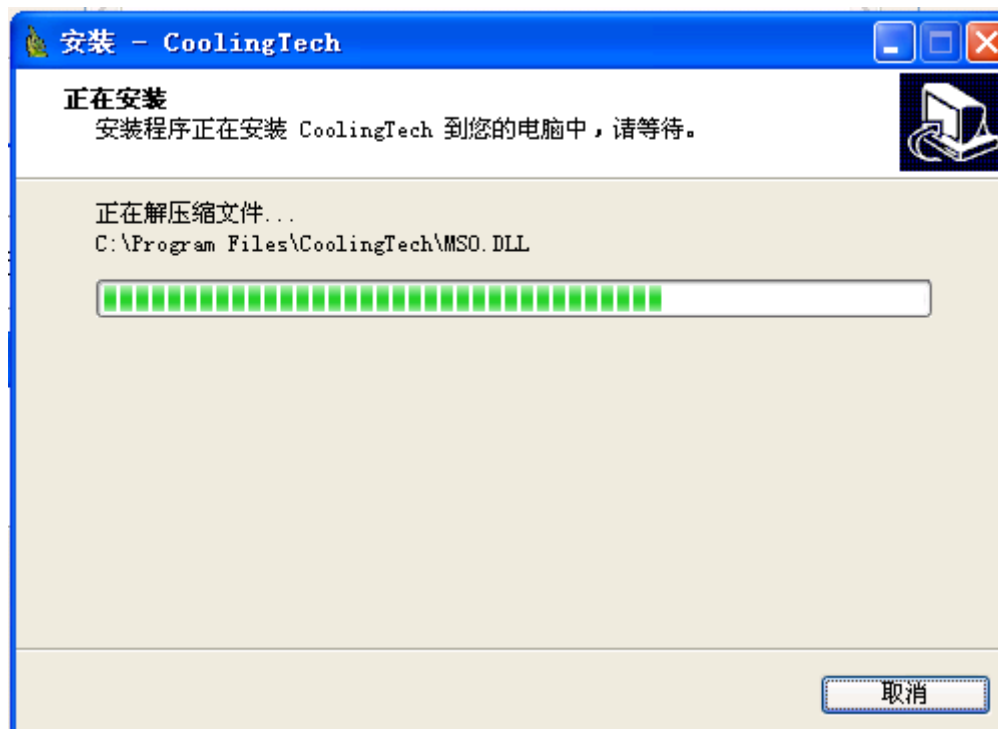 安装 - CoolingTech
正在安装
安装程序正在安装 CoolingTech 到您的电脑中，请等待。
正在解压缩文件...
C:\Program Files\CoolingTech\MSO.DLL
取消